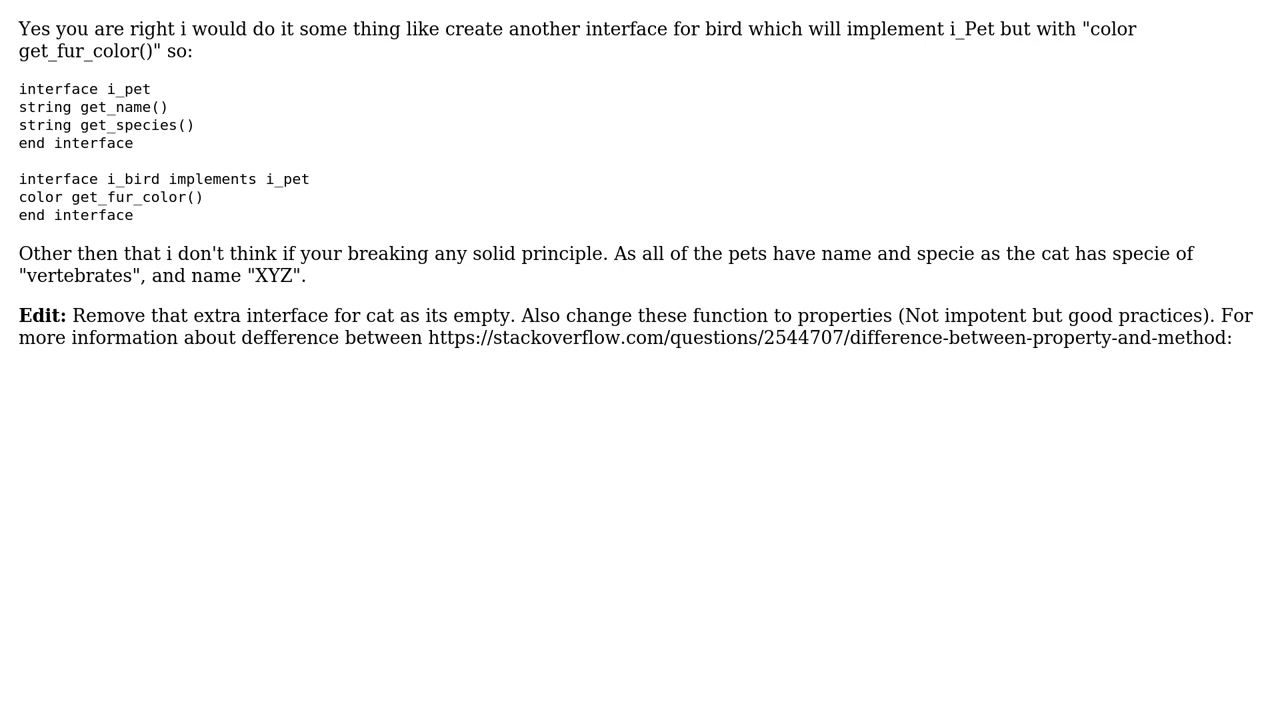 Yes you are right i would do it some thing like create another interface for bird which will implement i_Pet but with "color
get_fur_color()" so:
interface i_pet
string get_name()
string get_species()
end interface
interface i_bird implements i_pet
color get_fur_color()
end interface
Other then that i don't think if your breaking any solid principle. As all of the pets have name and specie as the cat has specie of
"vertebrates", and name "XYZ".
Edit: Remove that extra interface for cat as its empty. Also change these function to properties (Not impotent but good practices). For
more information about defference between https://stackoverflow.com/questions/2544707/difference-between-property-and-method: